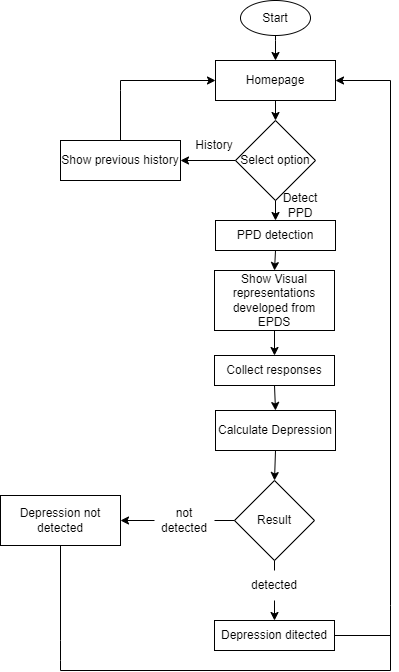 Start
Homepage
History
Select option
Show previous history
Detect
PPD
PPD detection
Show Visual
representations
developed from
EPDS
Collect responses
Calculate Depression
Depression not
detected
not
detected
Result
detected
Depression ditected